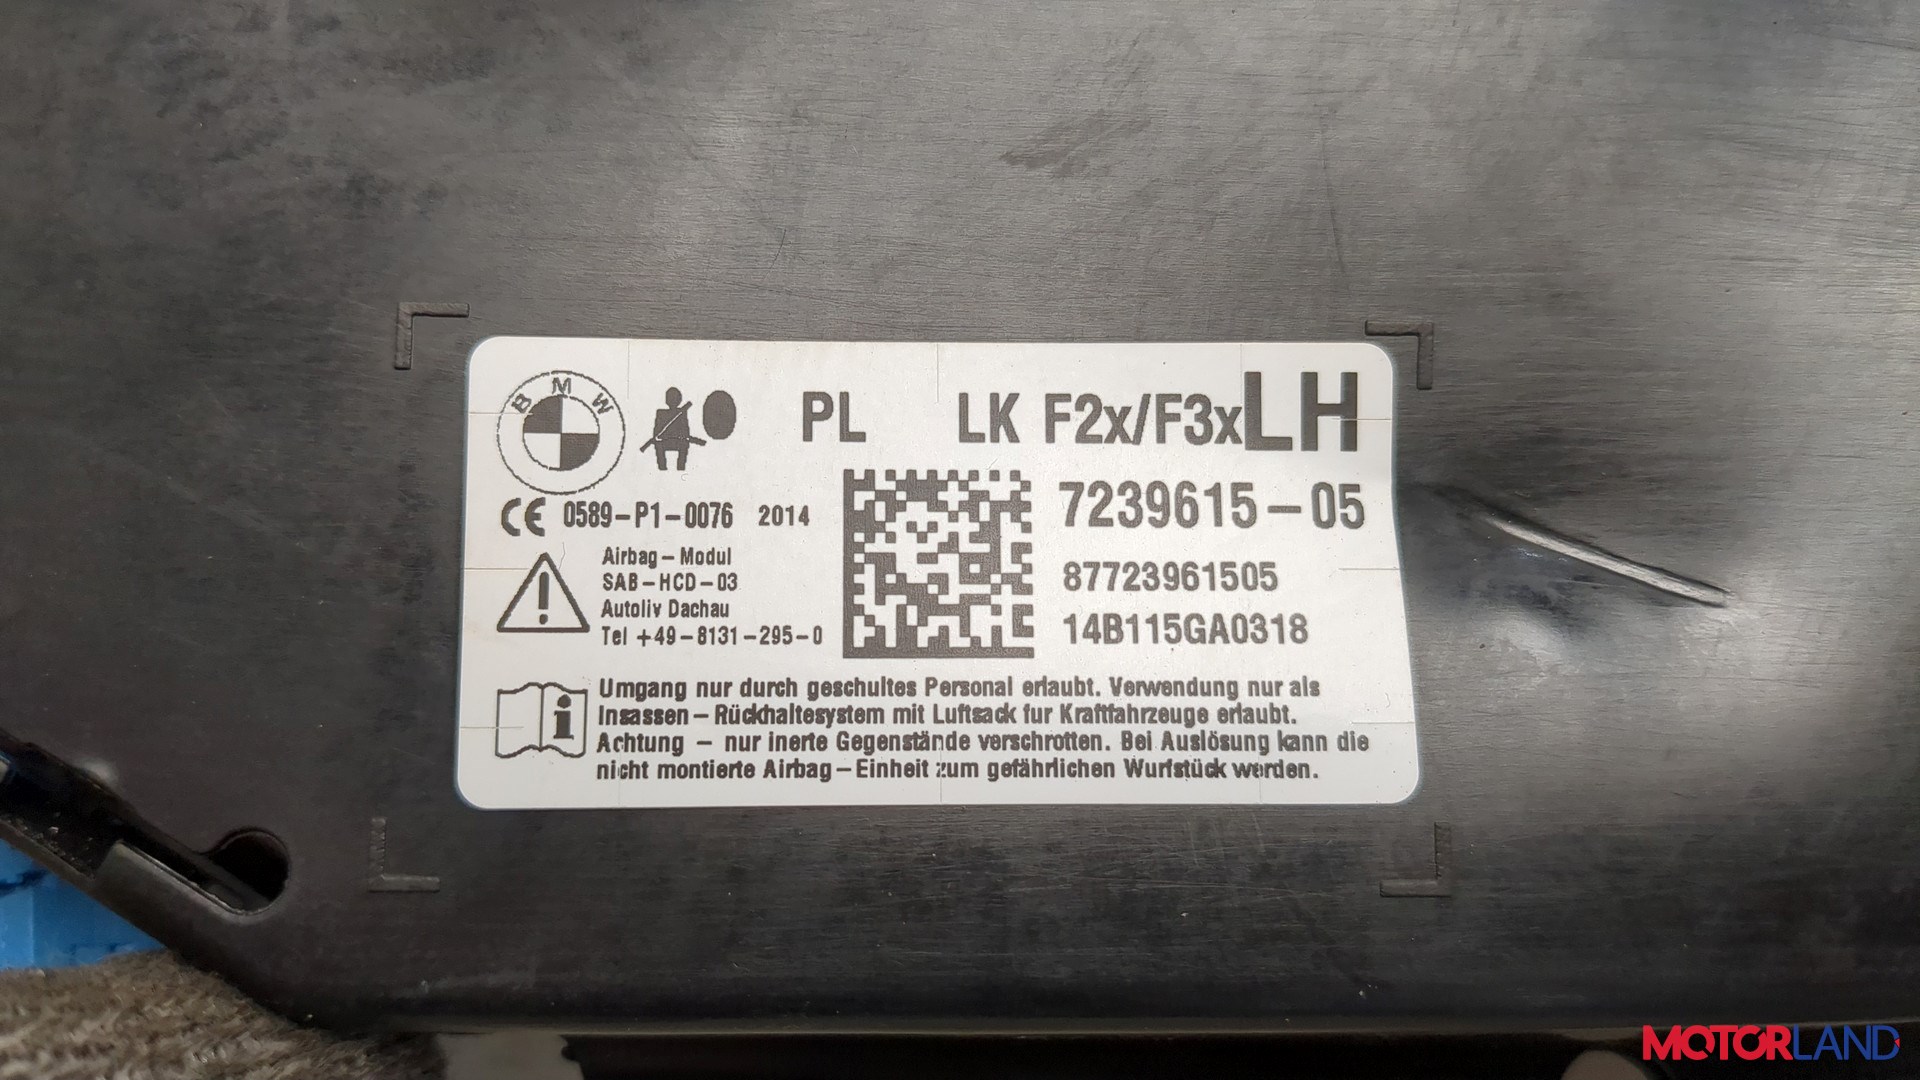 BMW
PL LK F2x/F3x LH
CE 0589-P1-0076 2014
7239615-05
Airbag-Modul
SAB-HCD-03
Autoliv Dachau
Tel +49-8131-295-0
87723961505
14B115GA0318
Umgang nur durch geschultes Personal erlaubt. Verwendung nur als
Insassen-Rückhaltesystem mit Luftsack fur Kraftfahrzeuge erlaubt.
Achtung - nur inerte Gegenstände verschrotten. Bei Auslösung kann die
nicht montierte Airbag-Einheit zum gefährlichen Wurfstück werden.
MOTORLAND